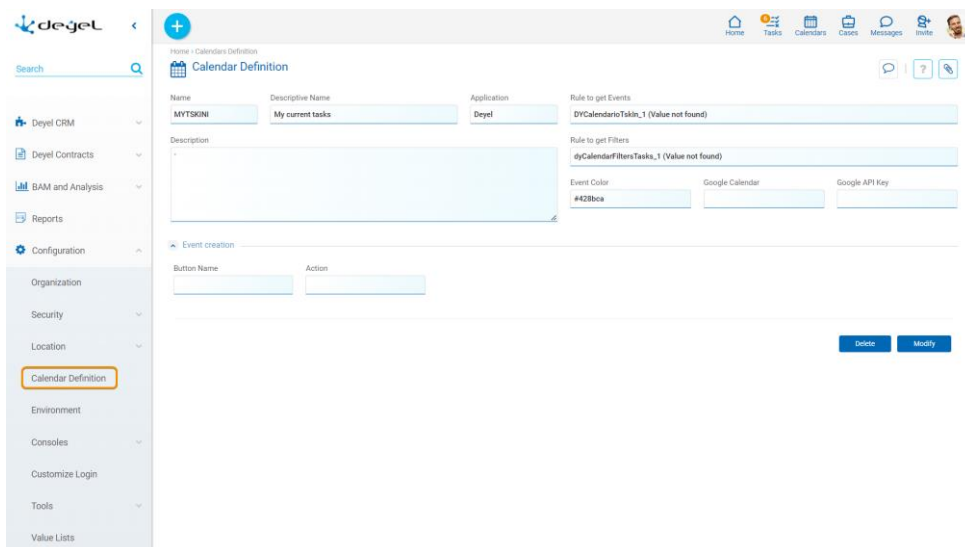 deyel
Home Tasks Calendars Cases Messages Invite
Home › Calendars Definition
Calendar Definition
?
Search
Deyel CRM
Deyel Contracts
BAM and Analysis
Reports
Configuration
Organization
Security
Location
Calendar Definition
Environment
Consoles
Customize Login
Tools
Value Lists
Name
MYTSKINI
Descriptive Name
My current tasks
Application
Deyel
Rule to get Events
DYCalendarioTskIn_1 (Value not found)
Description
-
Rule to get Filters
dyCalendarFiltersTasks_1 (Value not found)
Event Color
#428bca
Google Calendar
Google API Key
Event creation
Button Name
Action
Delete
Modify